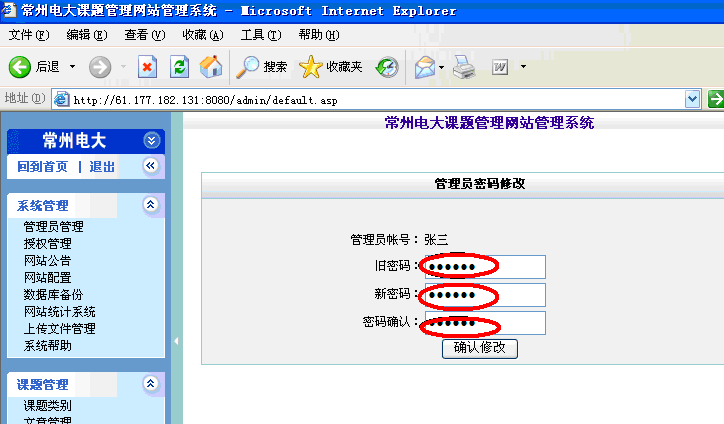 常州电大课题管理网站管理系统 - Microsoft Internet Explorer
文件(F) 编辑(E) 查看(V) 收藏(A) 工具(T) 帮助(H)
后退 搜索 收藏夹
地址(D) http://61.177.182.131:8080/admin/default.asp
常州电大课题管理网站管理系统
常州电大
回到首页 | 退出
系统管理
管理员管理
授权管理
网站公告
网站配置
数据库备份
网站统计系统
上传文件管理
系统帮助
课题管理
课题类别
文章管理
管理员密码修改
管理员帐号：张三
旧密码：●●●●●●
新密码：●●●●●●
密码确认：●●●●●●
确认修改